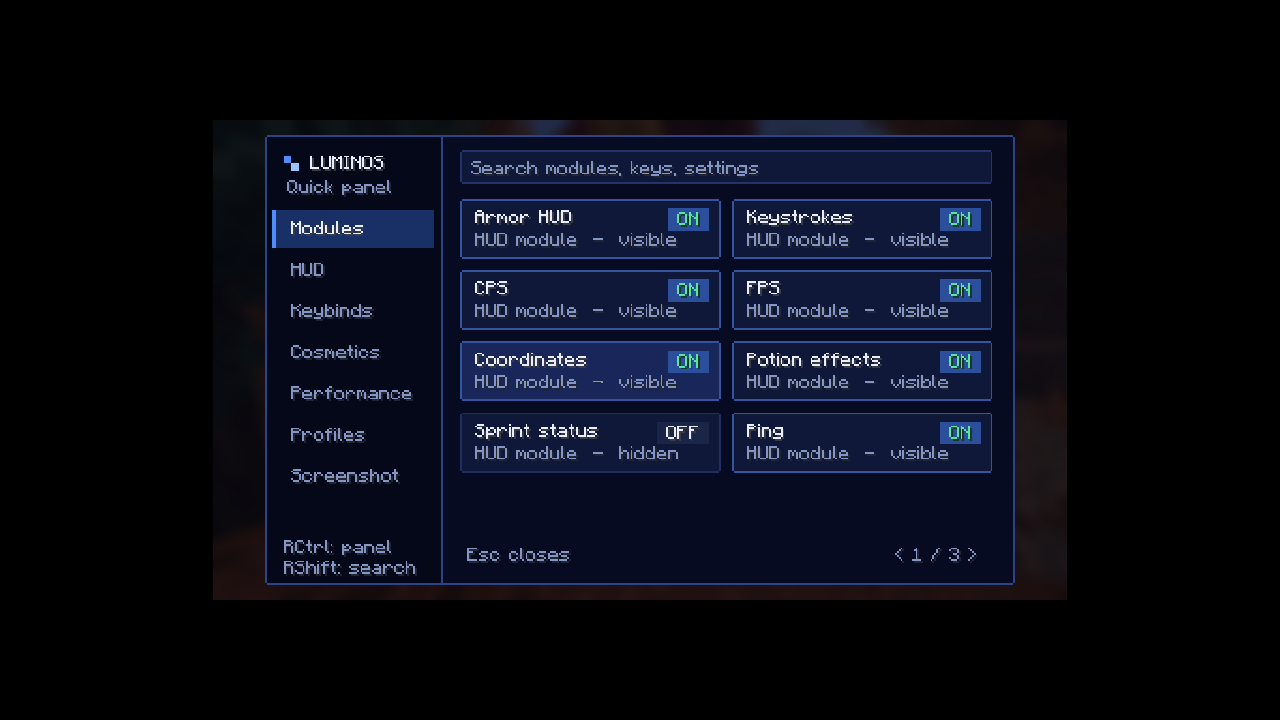 LUMINOS
Quick panel
Modules
HUD
Keybinds
Cosmetics
Performance
Profiles
Screenshot
RCtrl: panel
RShift: search
Search modules, keys, settings
Armor HUD ON
HUD module - visible
Keystrokes ON
HUD module - visible
CPS ON
HUD module - visible
FPS ON
HUD module - visible
Coordinates ON
HUD module - visible
Potion effects ON
HUD module - visible
Sprint status OFF
HUD module - hidden
Ping ON
HUD module - visible
Esc closes
< 1 / 3 >